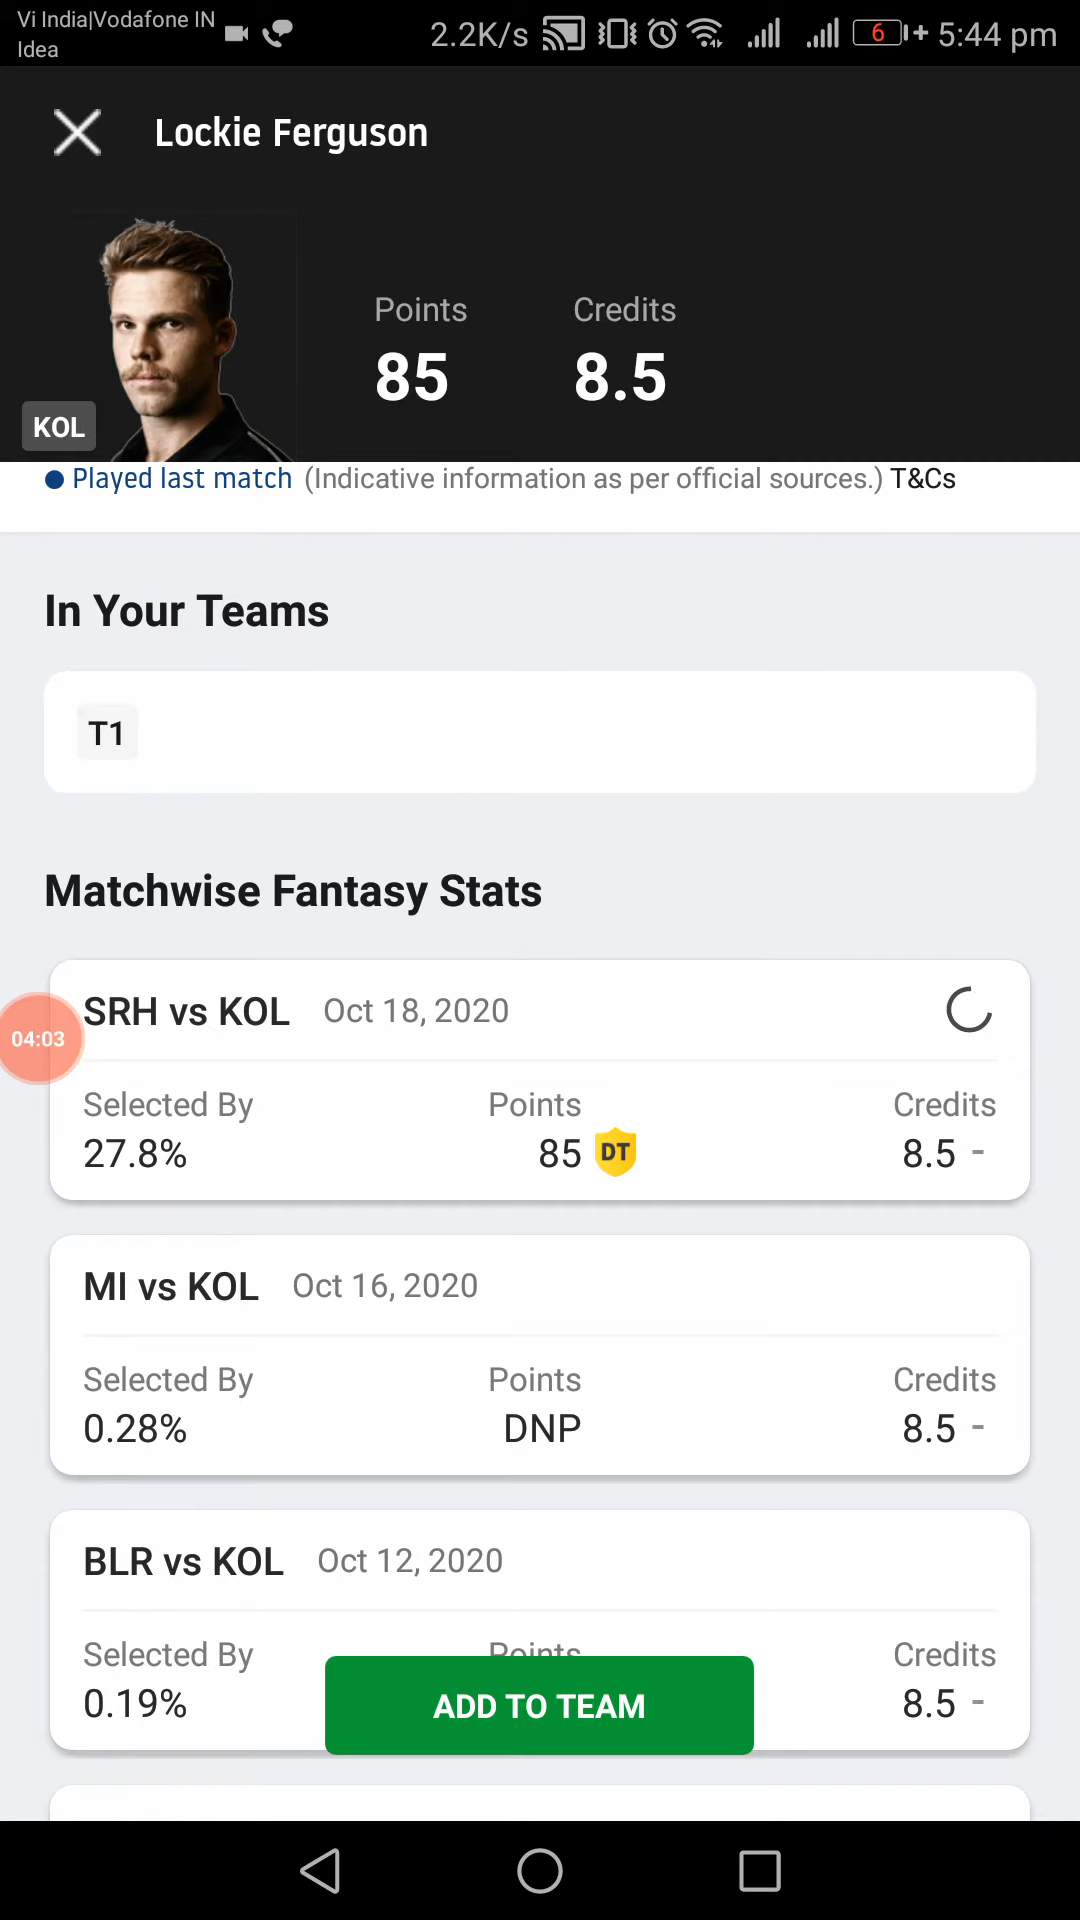 Vi India|Vodafone IN
Idea
2.2K/s 6 5:44 pm
Lockie Ferguson
Points Credits
85 8.5
KOL
Played last match (Indicative information as per official sources.) T&Cs
In Your Teams
T1
Matchwise Fantasy Stats
SRH vs KOL Oct 18, 2020
04:03
Selected By Points Credits
27.8% 85 DT 8.5 -
MI vs KOL Oct 16, 2020
Selected By Points Credits
0.28% DNP 8.5 -
BLR vs KOL Oct 12, 2020
Selected By Points Credits
0.19% 8.5 -
ADD TO TEAM